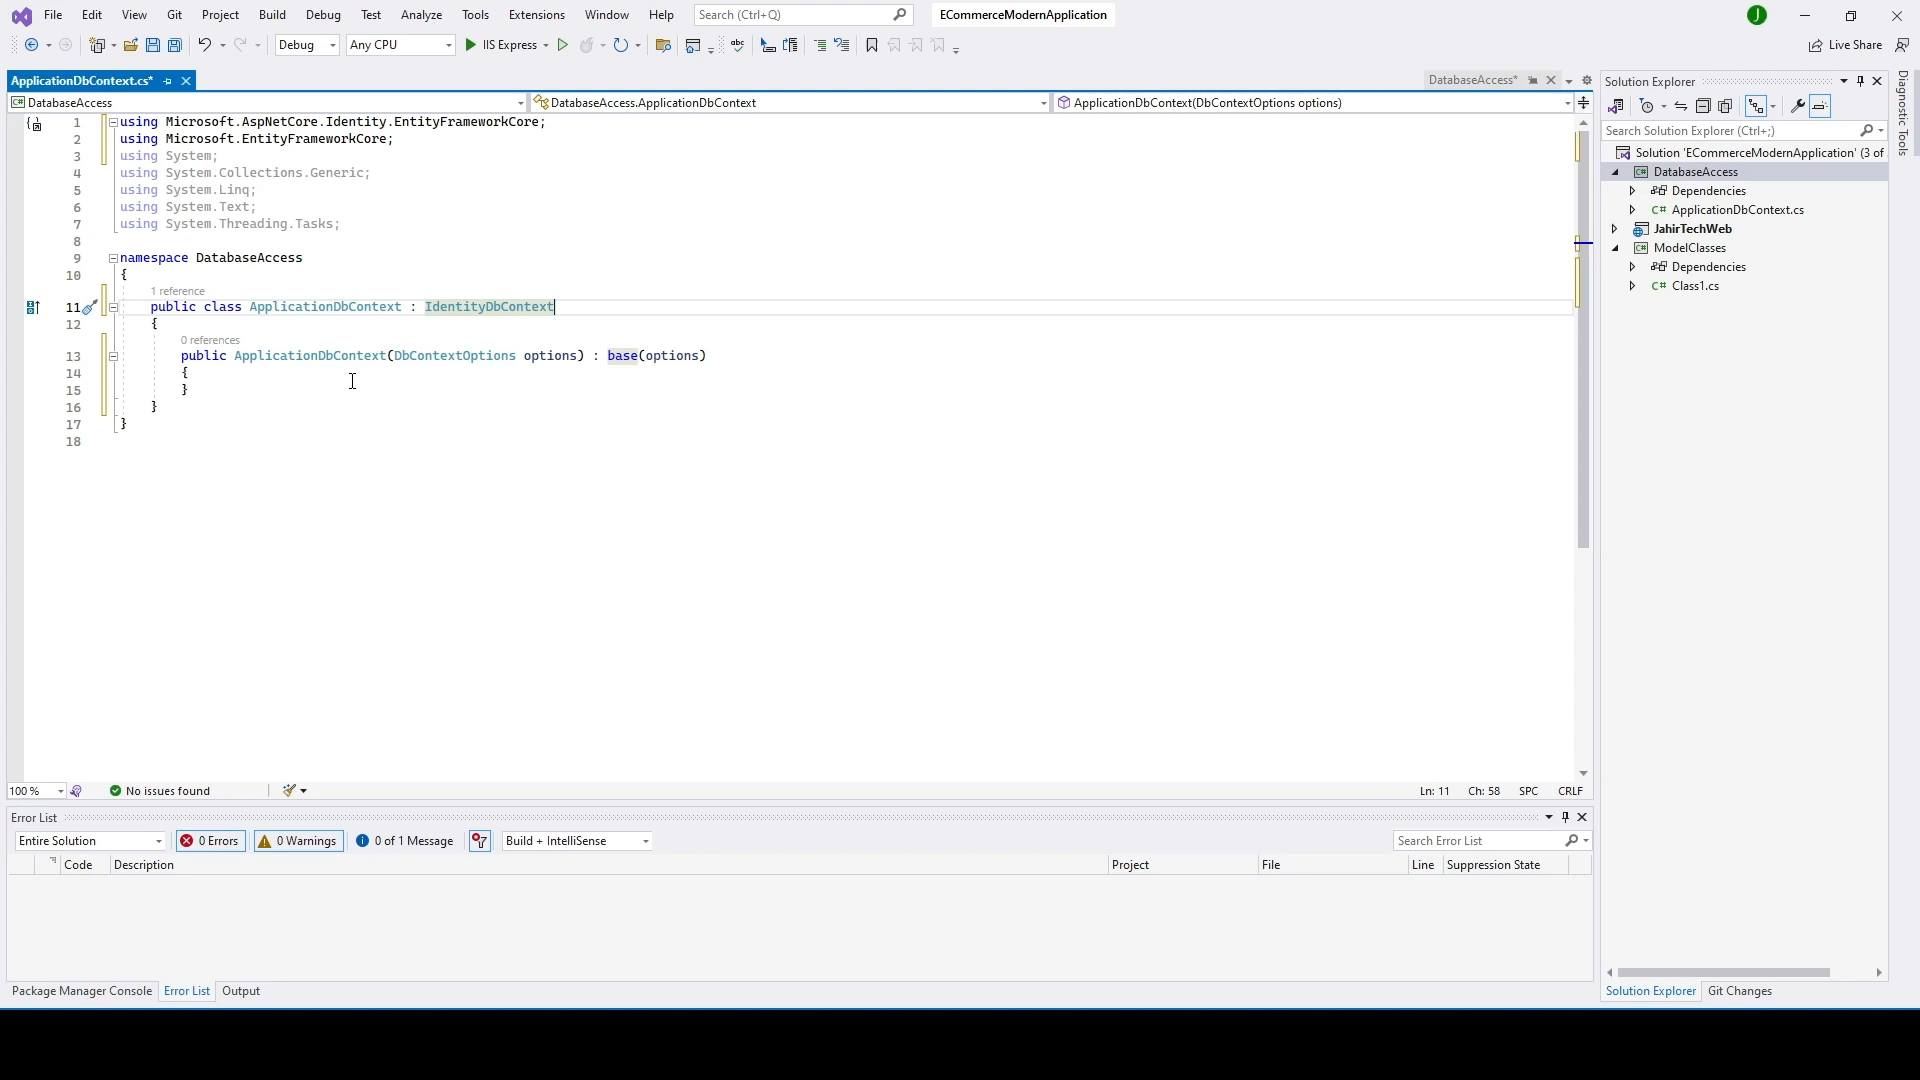 File Edit View Git Project Build Debug Test Analyze Tools Extensions Window Help Search (Ctrl+Q) ECommerceModernApplication J
Debug Any CPU IIS Express Live Share
ApplicationDbContext.cs* DatabaseAccess*
DatabaseAccess DatabaseAccess.ApplicationDbContext ApplicationDbContext(DbContextOptions options)
1 using Microsoft.AspNetCore.Identity.EntityFrameworkCore;
2 using Microsoft.EntityFrameworkCore;
3 using System;
4 using System.Collections.Generic;
5 using System.Linq;
6 using System.Text;
7 using System.Threading.Tasks;
8
9 namespace DatabaseAccess
10 {
1 reference
11 public class ApplicationDbContext : IdentityDbContext
12 {
0 references
13 public ApplicationDbContext(DbContextOptions options) : base(options)
14 {
15 }
16 }
17 }
18
100 % No issues found Ln: 11 Ch: 58 SPC CRLF
Error List
Entire Solution 0 Errors 0 Warnings 0 of 1 Message Build + IntelliSense Search Error List
Code Description Project File Line Suppression State
Package Manager Console Error List Output
Solution Explorer
Search Solution Explorer (Ctrl+;)
Solution 'ECommerceModernApplication' (3 of
DatabaseAccess
Dependencies
C# ApplicationDbContext.cs
JahirTechWeb
ModelClasses
Dependencies
C# Class1.cs
Solution Explorer Git Changes
Diagnostic Tools